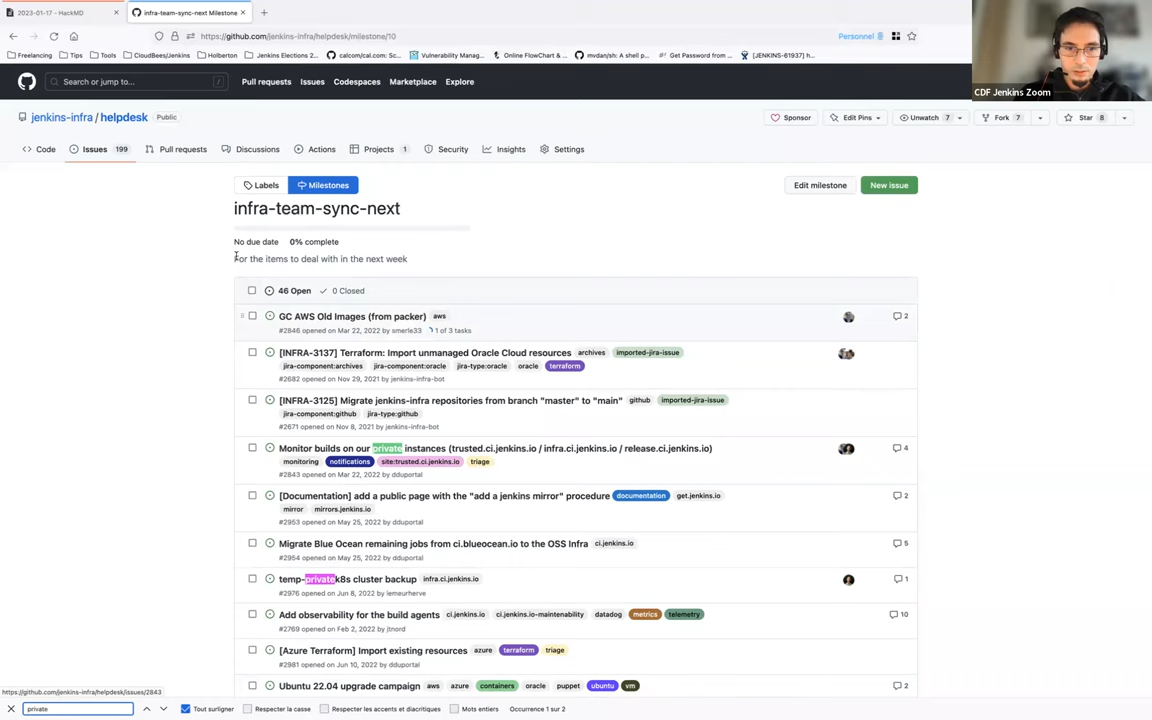 2023-01-17 - HackMD
infra-team-sync-next Milestone
https://github.com/jenkins-infra/helpdesk/milestone/10
Personnel
Freelancing
Tips
Tools
CloudBees/Jenkins
Holberton
Jenkins Elections 2...
calcom/cal.com: Sc...
Vulnerability Manag...
Online FlowChart & ...
mvdan/sh: A shell p...
Get Password from ...
[JENKINS-61937] h...
CDF Jenkins Zoom
Search or jump to...
/
Pull requests
Issues
Codespaces
Marketplace
Explore
jenkins-infra / helpdesk
Public
Sponsor
Edit Pins
Unwatch 7
Fork 7
Star 8
Code
Issues 199
Pull requests
Discussions
Actions
Projects 1
Security
Insights
Settings
Labels
Milestones
Edit milestone
New issue
infra-team-sync-next
No due date 0% complete
For the items to deal with in the next week
46 Open 0 Closed
GC AWS Old Images (from packer) aws 2
#2846 opened on Mar 22, 2022 by smerle33 1 of 3 tasks
[INFRA-3137] Terraform: Import unmanaged Oracle Cloud resources archives imported-jira-issue
jira-component:archives jira-component:oracle jira-type:oracle oracle terraform
#2682 opened on Nov 29, 2021 by jenkins-infra-bot
[INFRA-3125] Migrate jenkins-infra repositories from branch "master" to "main" github imported-jira-issue
jira-component:github jira-type:github
#2671 opened on Nov 8, 2021 by jenkins-infra-bot
Monitor builds on our private instances (trusted.ci.jenkins.io / infra.ci.jenkins.io / release.ci.jenkins.io) 4
monitoring notifications site:trusted.ci.jenkins.io triage
#2843 opened on Mar 22, 2022 by dduportal
[Documentation] add a public page with the "add a jenkins mirror" procedure documentation get.jenkins.io 2
mirror mirrors.jenkins.io
#2953 opened on May 25, 2022 by dduportal
Migrate Blue Ocean remaining jobs from ci.blueocean.io to the OSS Infra ci.jenkins.io 5
#2954 opened on May 25, 2022 by dduportal
temp-privatek8s cluster backup infra.ci.jenkins.io 1
#2976 opened on Jun 8, 2022 by lemeurherve
Add observability for the build agents ci.jenkins.io ci.jenkins.io-maintenability datadog metrics telemetry 10
#2769 opened on Feb 2, 2022 by jtnord
[Azure Terraform] Import existing resources azure terraform triage
#2981 opened on Jun 10, 2022 by dduportal
Ubuntu 22.04 upgrade campaign aws azure containers oracle puppet ubuntu vm 2
https://github.com/jenkins-infra/helpdesk/issues/2843
private
Tout surligner
Respecter la casse
Respecter les accents et diacritiques
Mots entiers
Occurrence 1 sur 2